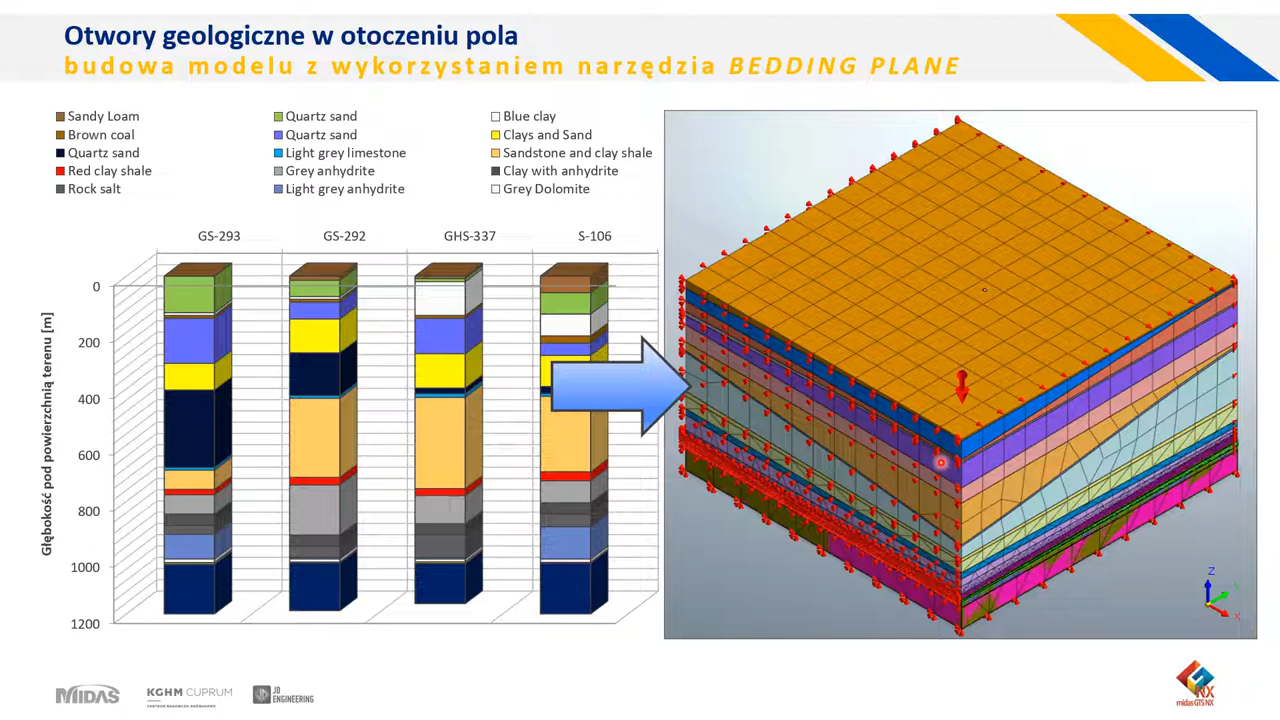 Otwory geologiczne w otoczeniu pola
budowa modelu z wykorzystaniem narzędzia BEDDING PLANE
Sandy Loam
Quartz sand
Blue clay
Brown coal
Quartz sand
Clays and Sand
Quartz sand
Light grey limestone
Sandstone and clay shale
Red clay shale
Grey anhydrite
Clay with anhydrite
Rock salt
Light grey anhydrite
Grey Dolomite
GS-293
GS-292
GHS-337
S-106
Głębokość pod powierzchnią terenu [m]
0
200
400
600
800
1000
1200
Z
X
MIDAS
KGHM CUPRUM
JD
ENGINEERING
NX
midas GTS NX